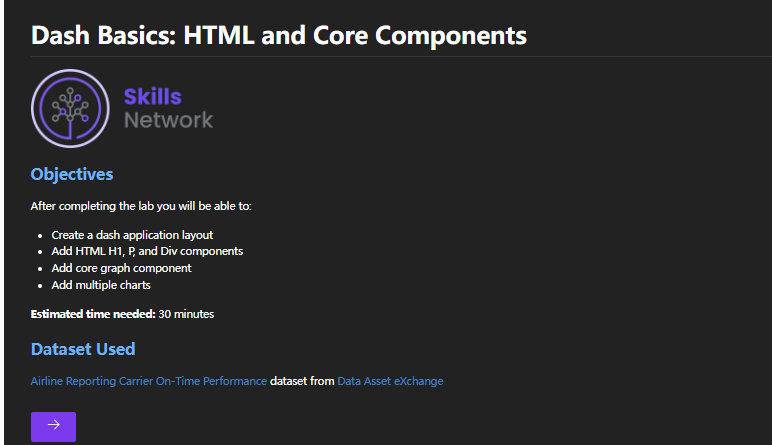 Dash Basics: HTML and Core Components
Skills
Network
Objectives
After completing the lab you will be able to:
• Create a dash application layout
• Add HTML H1, P, and Div components
• Add core graph component
• Add multiple charts
Estimated time needed: 30 minutes
Dataset Used
Airline Reporting Carrier On-Time Performance dataset from Data Asset eXchange